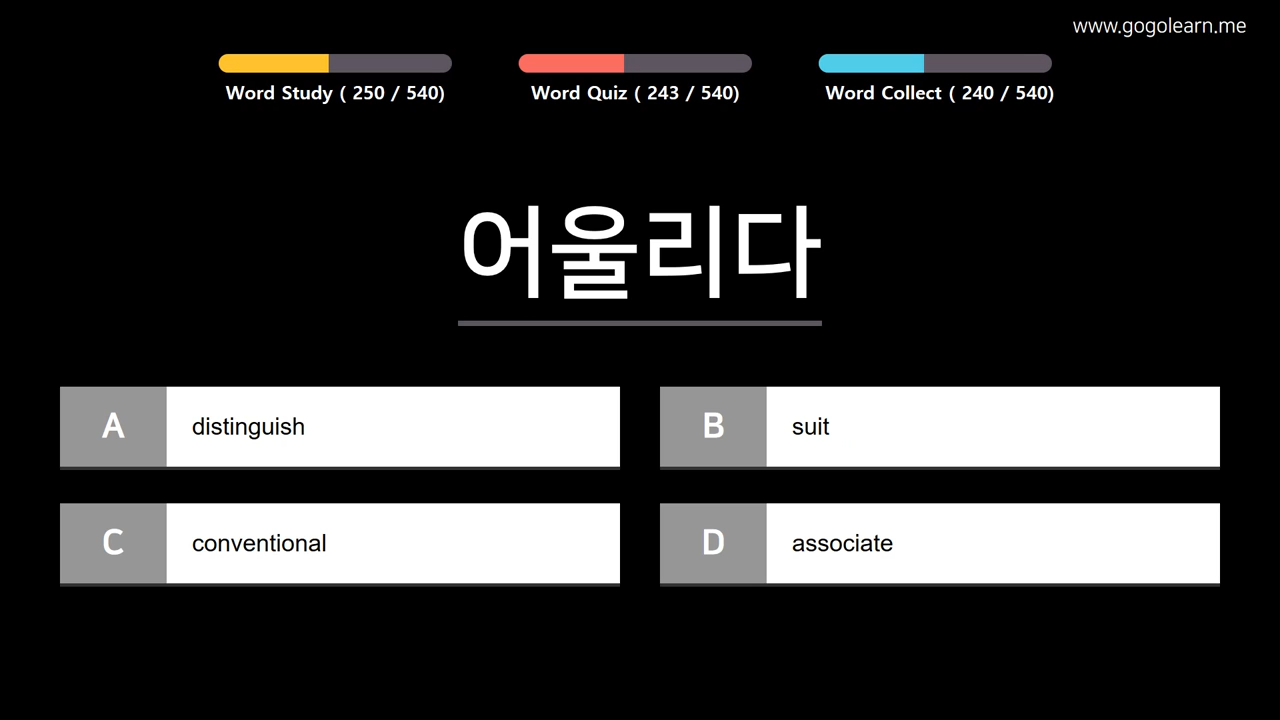 www.gogolearn.me
Word Study ( 250 / 540)
Word Quiz ( 243 / 540)
Word Collect ( 240 / 540)
어울리다
A distinguish
B suit
C conventional
D associate